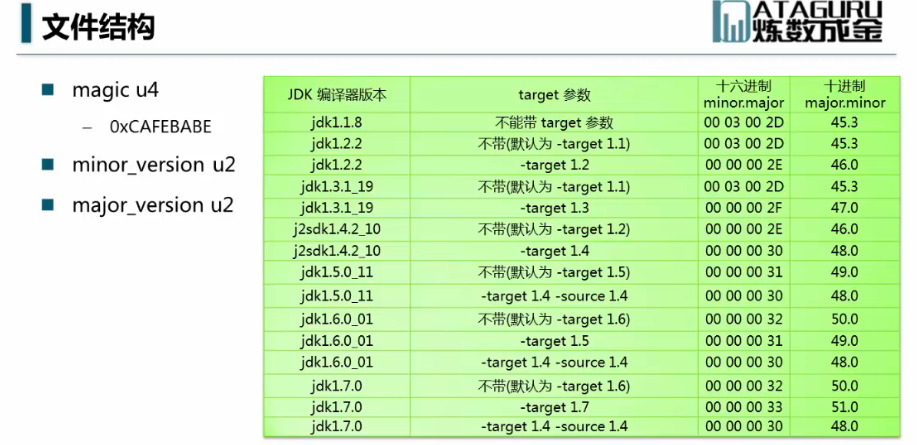 文件结构
ATAGURU
炼数成金
magic u4
– 0xCAFEBABE
minor_version u2
major_version u2
JDK 编译器版本 target 参数 十六进制 minor.major 十进制 major.minor
jdk1.1.8 不能带 target 参数 00 03 00 2D 45.3
jdk1.2.2 不带(默认为 -target 1.1) 00 03 00 2D 45.3
jdk1.2.2 -target 1.2 00 00 00 2E 46.0
jdk1.3.1_19 不带(默认为 -target 1.1) 00 03 00 2D 45.3
jdk1.3.1_19 -target 1.3 00 00 00 2F 47.0
j2sdk1.4.2_10 不带(默认为 -target 1.2) 00 00 00 2E 46.0
j2sdk1.4.2_10 -target 1.4 00 00 00 30 48.0
jdk1.5.0_11 不带(默认为 -target 1.5) 00 00 00 31 49.0
jdk1.5.0_11 -target 1.4 -source 1.4 00 00 00 30 48.0
jdk1.6.0_01 不带(默认为 -target 1.6) 00 00 00 32 50.0
jdk1.6.0_01 -target 1.5 00 00 00 31 49.0
jdk1.6.0_01 -target 1.4 -source 1.4 00 00 00 30 48.0
jdk1.7.0 不带(默认为 -target 1.6) 00 00 00 32 50.0
jdk1.7.0 -target 1.7 00 00 00 33 51.0
jdk1.7.0 -target 1.4 -source 1.4 00 00 00 30 48.0